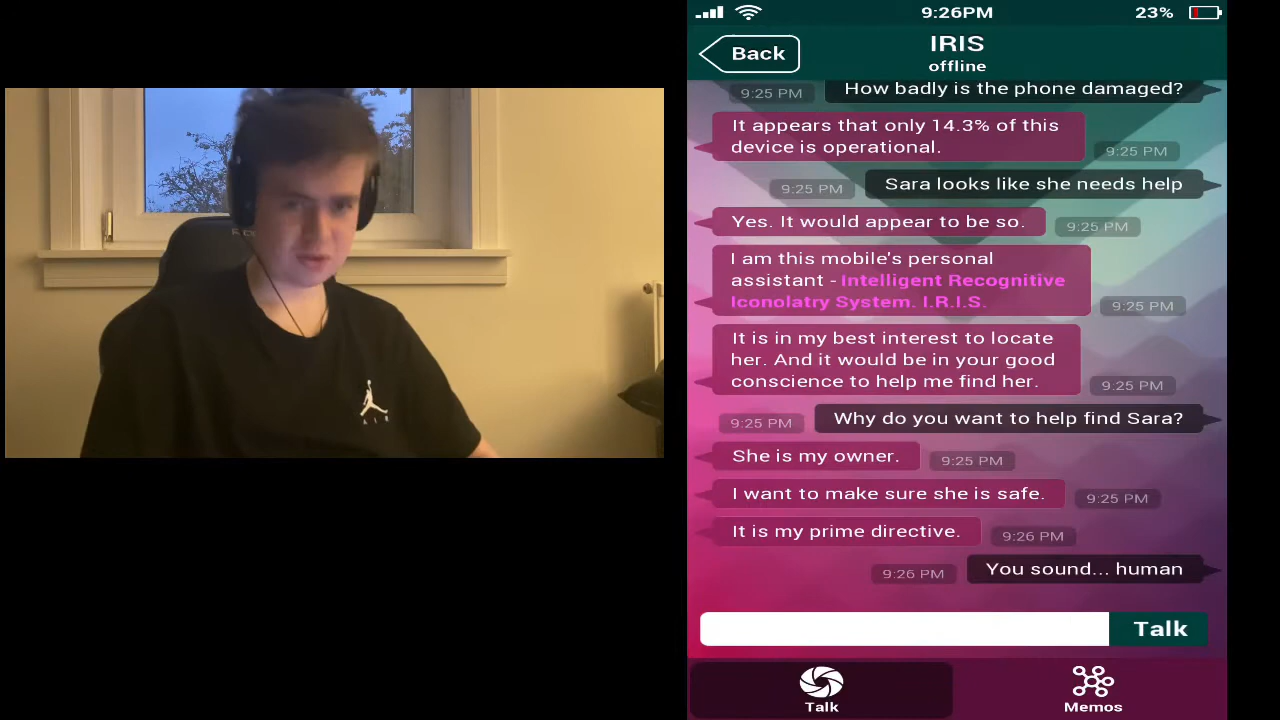 9:26PM
23%
Back
IRIS
offline
How badly is the phone damaged?
9:25 PM
It appears that only 14.3% of this
device is operational.
9:25 PM
Sara looks like she needs help
9:25 PM
Yes. It would appear to be so.
9:25 PM
I am this mobile's personal
assistant - Intelligent Recognitive
Iconolatry System. I.R.I.S.
9:25 PM
It is in my best interest to locate
her. And it would be in your good
conscience to help me find her.
9:25 PM
Why do you want to help find Sara?
9:25 PM
She is my owner.
9:25 PM
I want to make sure she is safe.
9:25 PM
It is my prime directive.
9:26 PM
You sound... human
9:26 PM
Talk
Talk
Memos
AIR